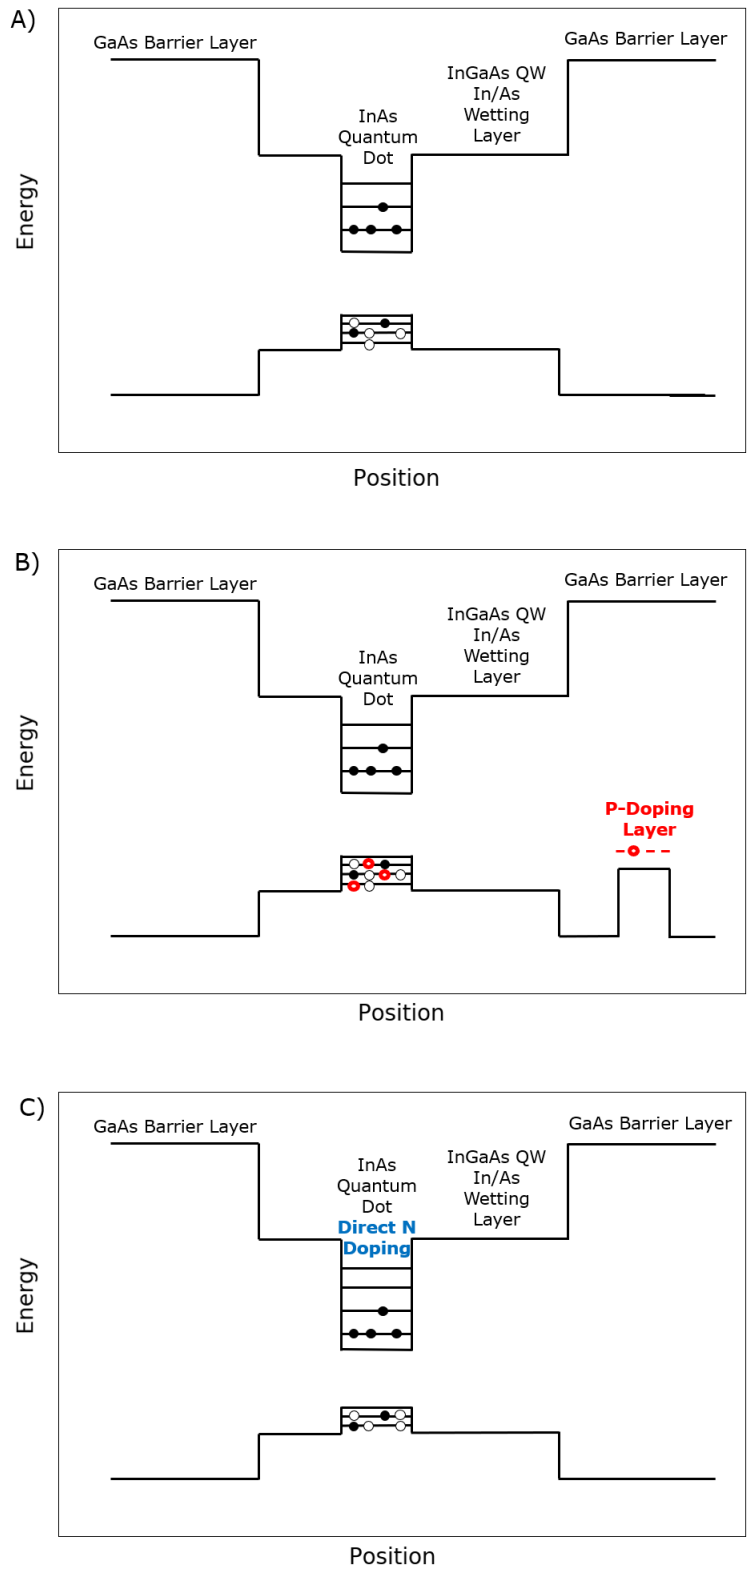 A)
GaAs Barrier Layer
GaAs Barrier Layer
InGaAs QW
In/As
Wetting
Layer
InAs
Quantum
Dot
Energy
Position
B)
GaAs Barrier Layer
GaAs Barrier Layer
InGaAs QW
In/As
Wetting
Layer
InAs
Quantum
Dot
Energy
P-Doping
Layer
Position
C)
GaAs Barrier Layer
GaAs Barrier Layer
InGaAs QW
In/As
Wetting
Layer
InAs
Quantum
Dot
Direct N
Doping
Energy
Position